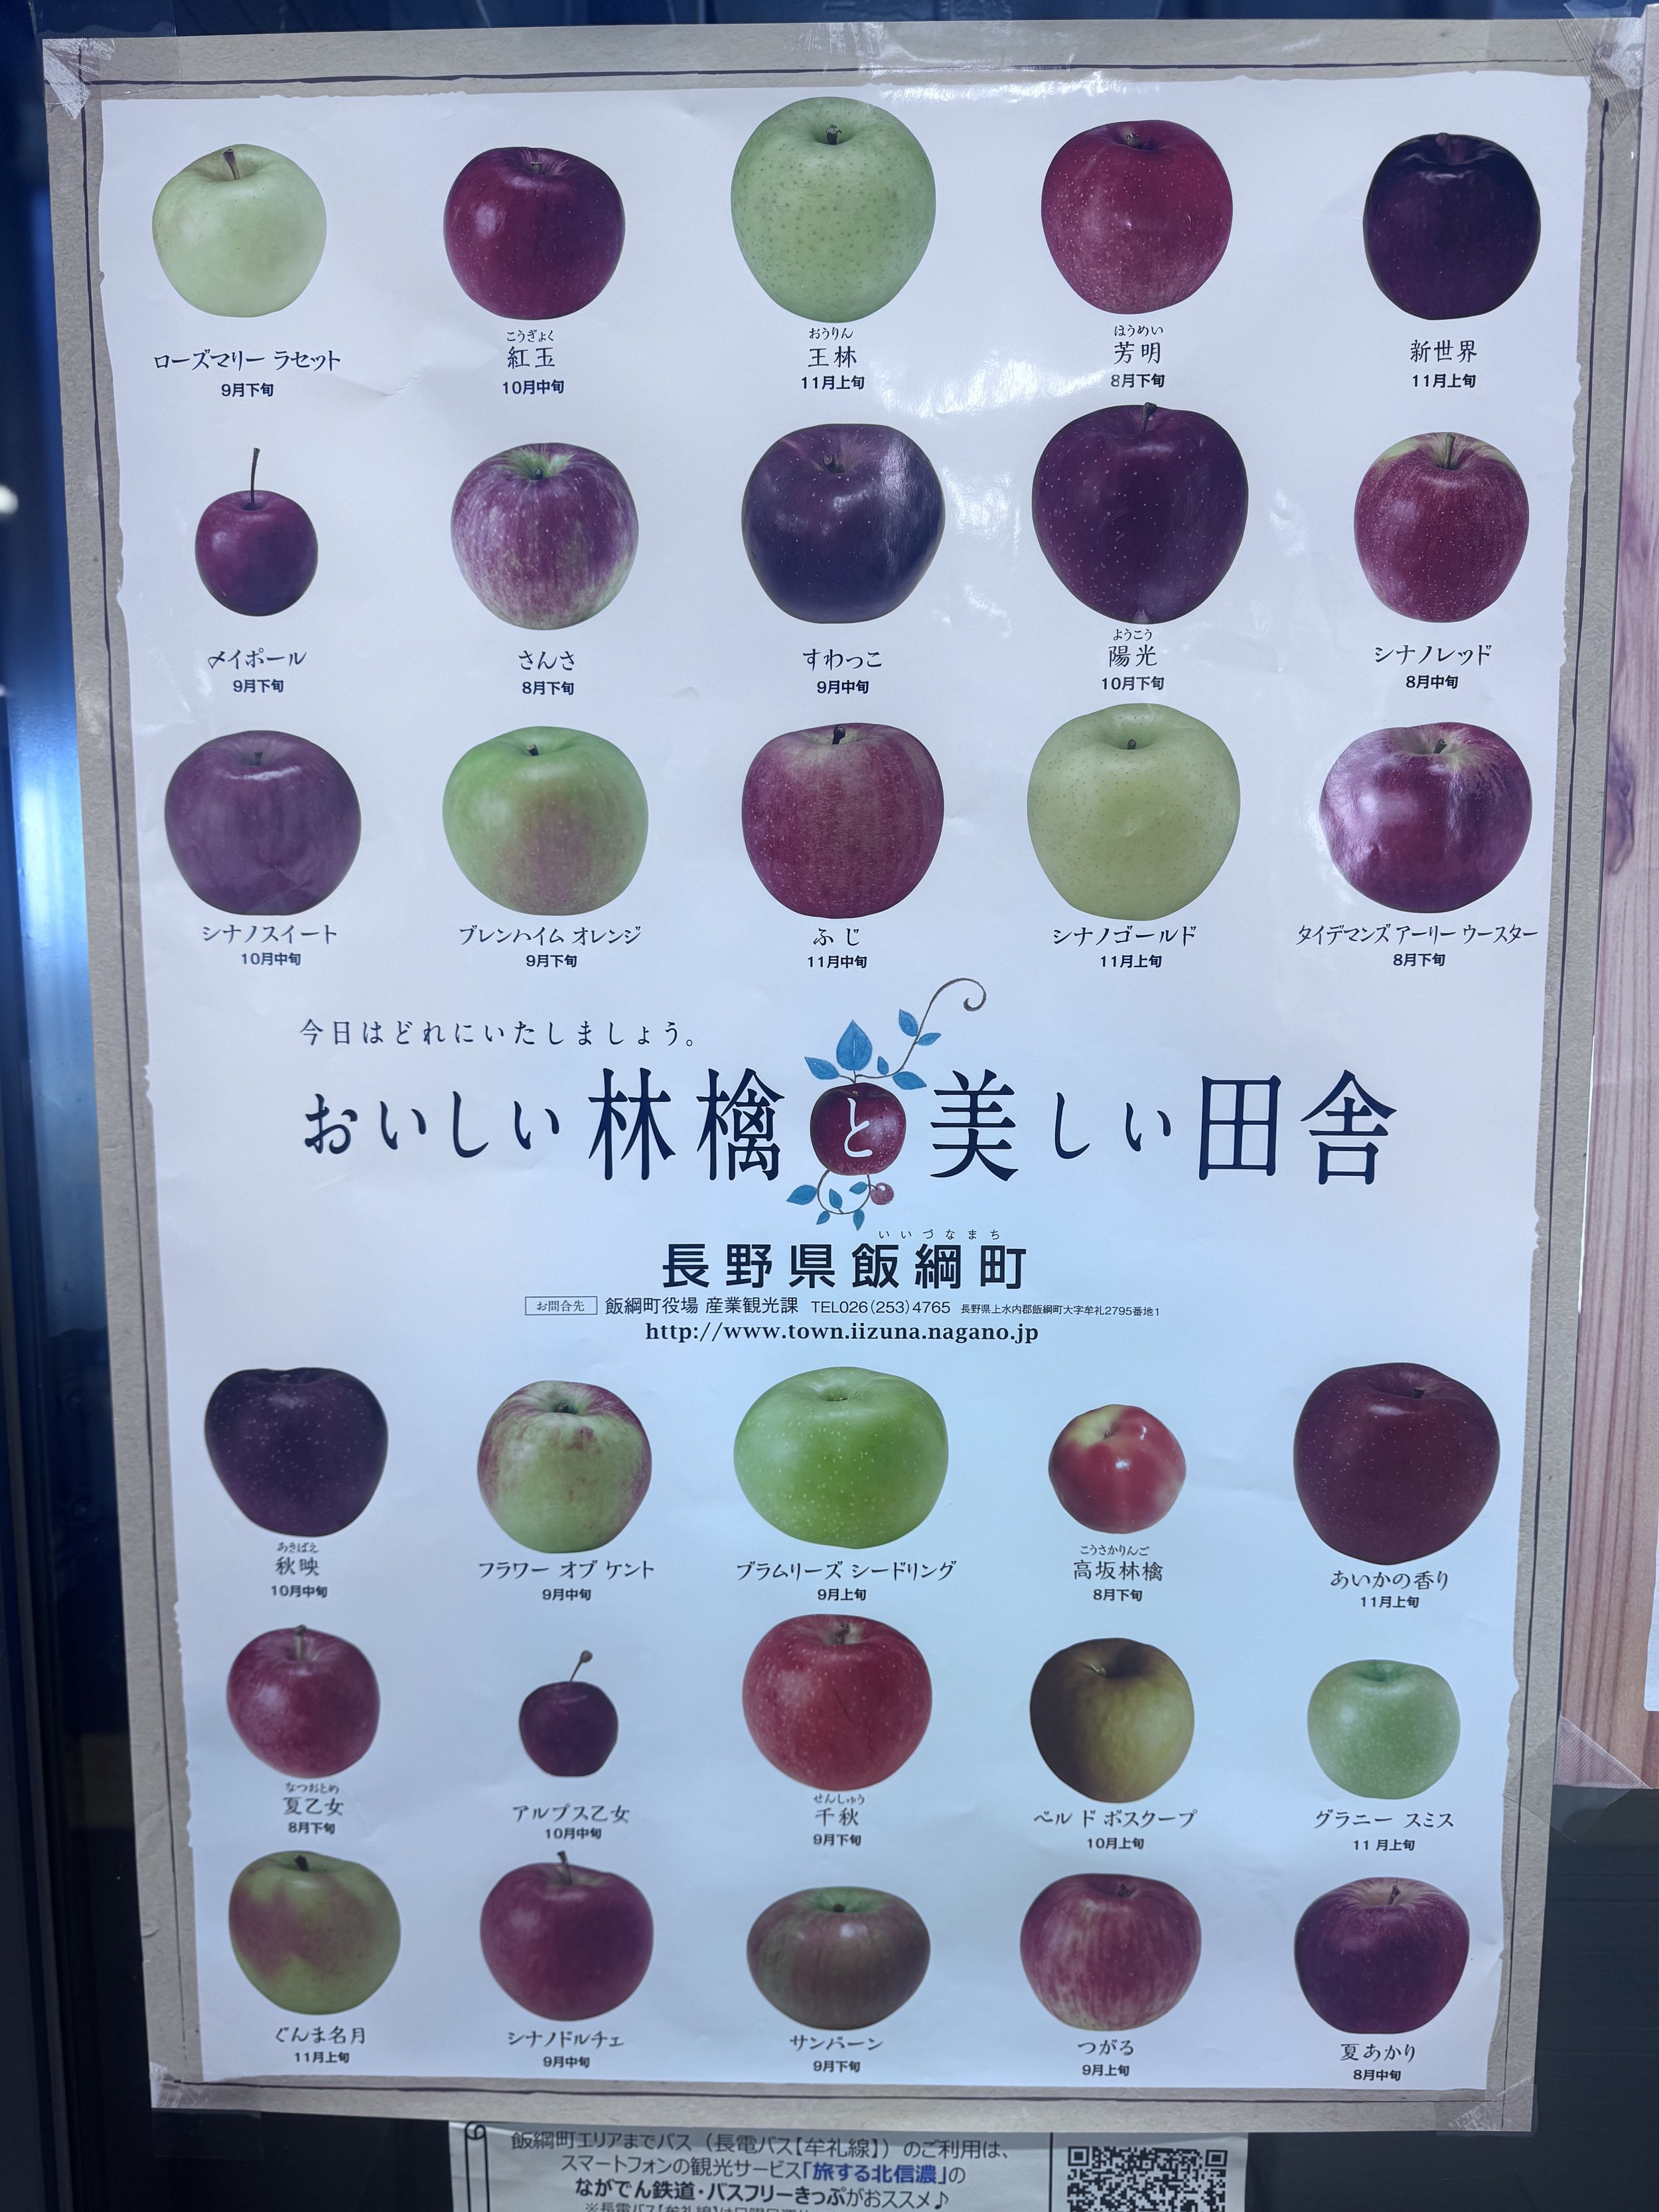 ローズマリー ラセット
9月下旬
こうぎょく
紅玉
10月中旬
おうりん
王林
11月上旬
ほうめい
芳明
8月下旬
新世界
11月上旬
メイポール
9月下旬
さんさ
8月下旬
すわっこ
9月中旬
ようこう
陽光
10月下旬
シナノレッド
8月中旬
シナノスイート
10月中旬
ブレンハイム オレンジ
9月下旬
ふじ
11月中旬
シナノゴールド
11月上旬
タイデマンズ アーリー ウースター
8月下旬
今日はどれにいたしましょう。
おいしい林檎と美しい田舎
いいづなまち
長野県飯綱町
お問合先 飯綱町役場 産業観光課 TEL026(253)4765 長野県上水内郡飯綱町大字牟礼2795番地1
http://www.town.iizuna.nagano.jp
あきばえ
秋映
10月中旬
フラワー オブ ケント
9月中旬
ブラムリーズ シードリング
9月上旬
こうさかりんご
高坂林檎
8月下旬
あいかの香り
11月上旬
なつおとめ
夏乙女
8月下旬
アルプス乙女
10月中旬
せんしゅう
千秋
9月下旬
ベル ド ボスクープ
10月上旬
グラニー スミス
11月上旬
ぐんま名月
11月上旬
シナノドルチェ
9月中旬
サンバーン
9月下旬
つがる
9月上旬
夏あかり
8月中旬
飯綱町エリアまでバス（長電バス【牟礼線】）のご利用は、
スマートフォンの観光サービス「旅する北信濃」の
ながでん鉄道・バスフリーきっぷがおススメ♪